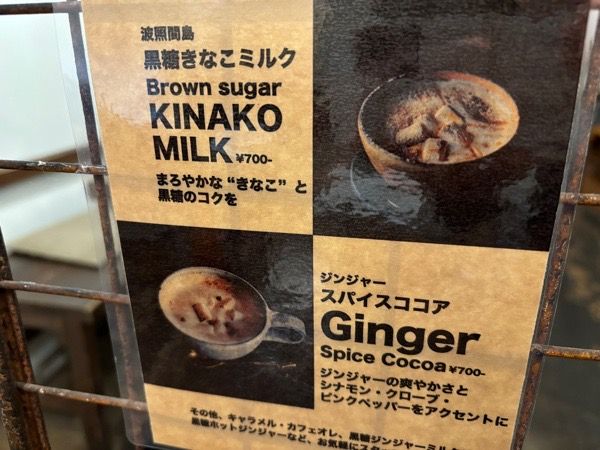 波照間島
黒糖きなこミルク
Brown sugar
KINAKO
MILK ¥700-
まろやかな“きなこ”と
黒糖のコクを
ジンジャー
スパイスココア
Ginger
Spice Cocoa ¥700-
ジンジャーの爽やかさと
シナモン・クローブ・
ピンクペッパーをアクセントに
その他、キャラメル・カフェオレ、黒糖ジンジャーミルク
黒糖ホットジンジャーなど、お気軽にスタ